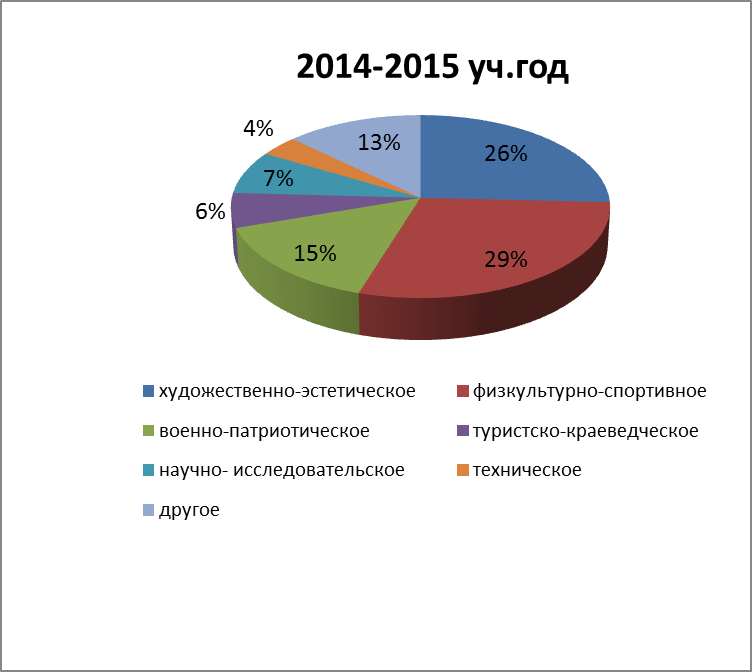 2014-2015 уч.год
4%
13%
26%
7%
6%
15%
29%
художественно-эстетическое
физкультурно-спортивное
военно-патриотическое
туристско-краеведческое
научно- исследовательское
техническое
другое